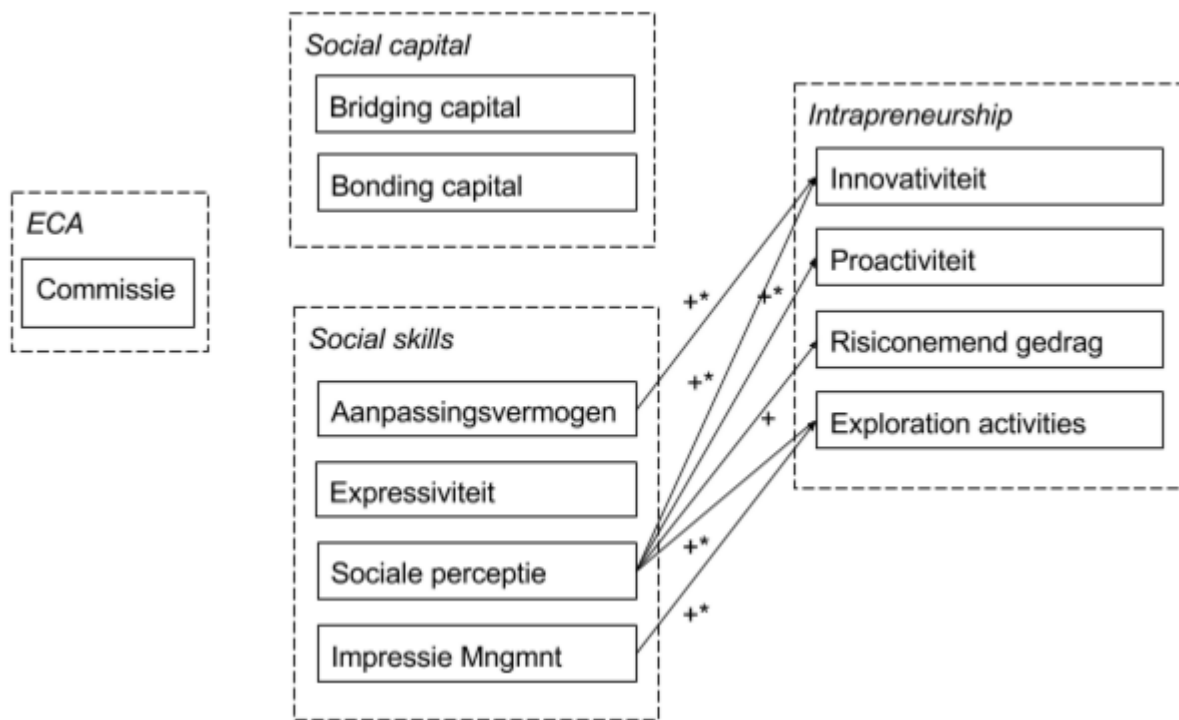 Social capital
Bridging capital
Bonding capital
ECA
Commissie
Social skills
Aanpassingsvermogen
Expressiviteit
Sociale perceptie
Impressie Mngmnt
+*
+*
+*
+
+*
+*
Intrapreneurship
Innovativiteit
Proactiviteit
Risiconemend gedrag
Exploration activities